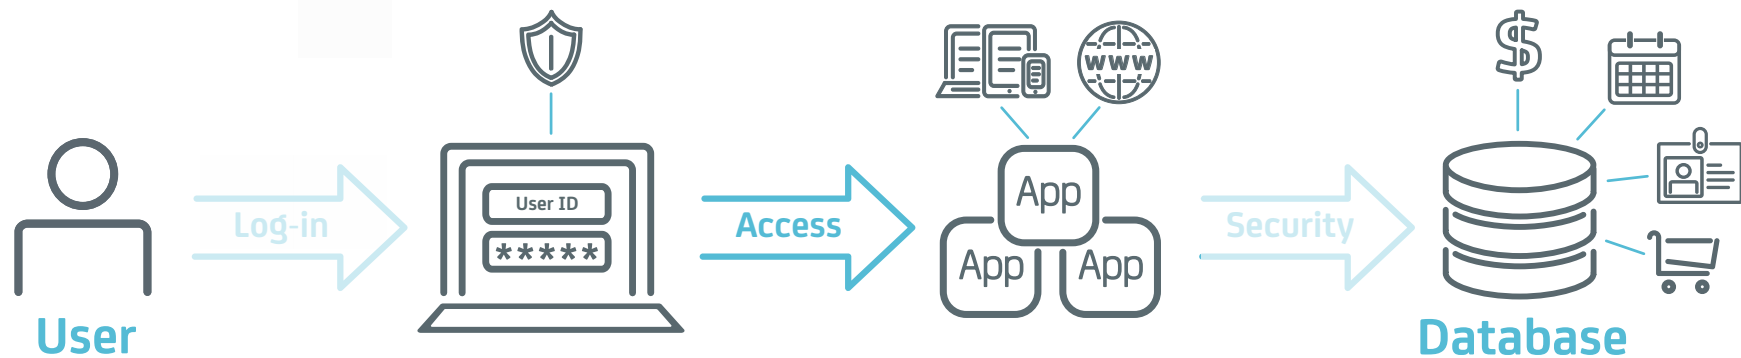 User
Log-in
User ID
*****
Access
www
App
App
App
Security
$
Database